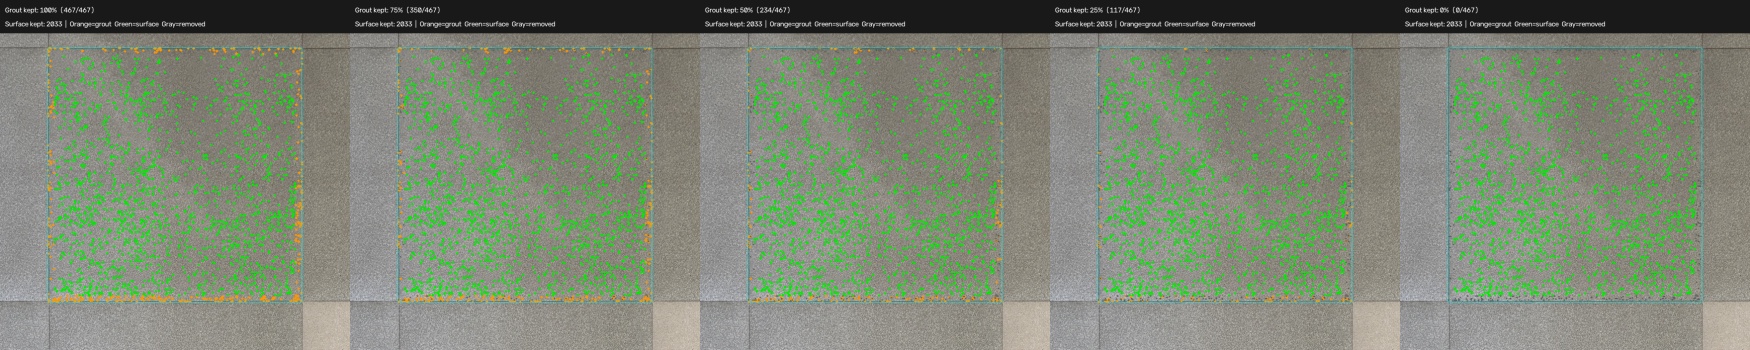 Grout kept: 100% (467/467)
Surface kept: 2033 | Orange=grout Green=surface Gray=removed
Grout kept: 75% (350/467)
Surface kept: 2033 | Orange=grout Green=surface Gray=removed
Grout kept: 50% (234/467)
Surface kept: 2033 | Orange=grout Green=surface Gray=removed
Grout kept: 25% (117/467)
Surface kept: 2033 | Orange=grout Green=surface Gray=removed
Grout kept: 0% (0/467)
Surface kept: 2033 | Orange=grout Green=surface Gray=removed